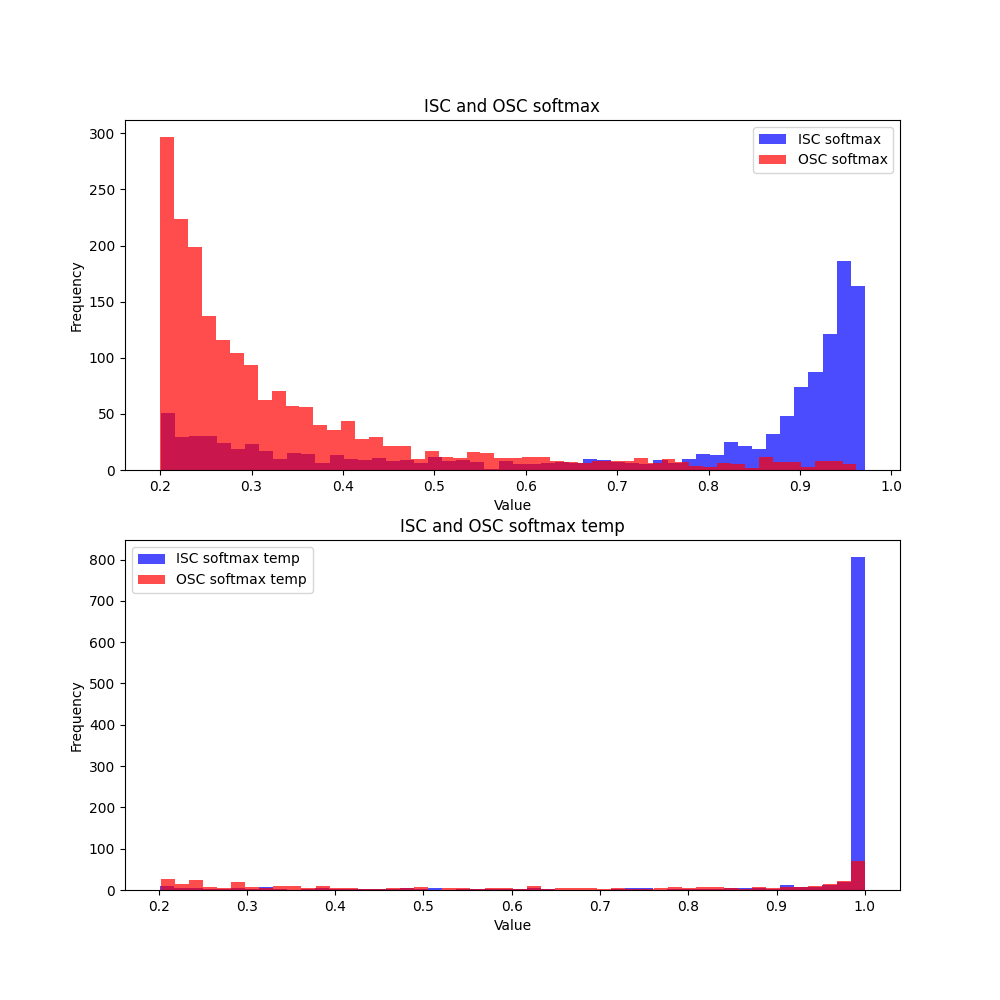 ISC and OSC softmax
ISC softmax
OSC softmax
Frequency
300
250
200
150
100
50
0
0.2 0.3 0.4 0.5 0.6 0.7 0.8 0.9 1.0
Value
ISC and OSC softmax temp
ISC softmax temp
OSC softmax temp
Frequency
800
700
600
500
400
300
200
100
0
0.2 0.3 0.4 0.5 0.6 0.7 0.8 0.9 1.0
Value